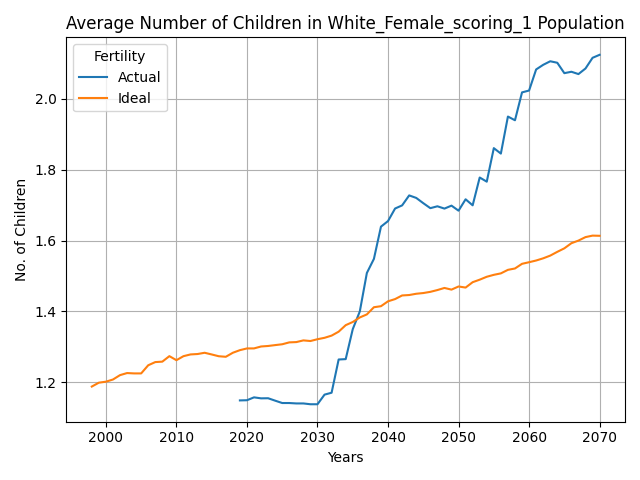 Average Number of Children in White_Female_scoring_1 Population
Fertility
Actual
Ideal
No. of Children
2.0
1.8
1.6
1.4
1.2
2000 2010 2020 2030 2040 2050 2060 2070
Years